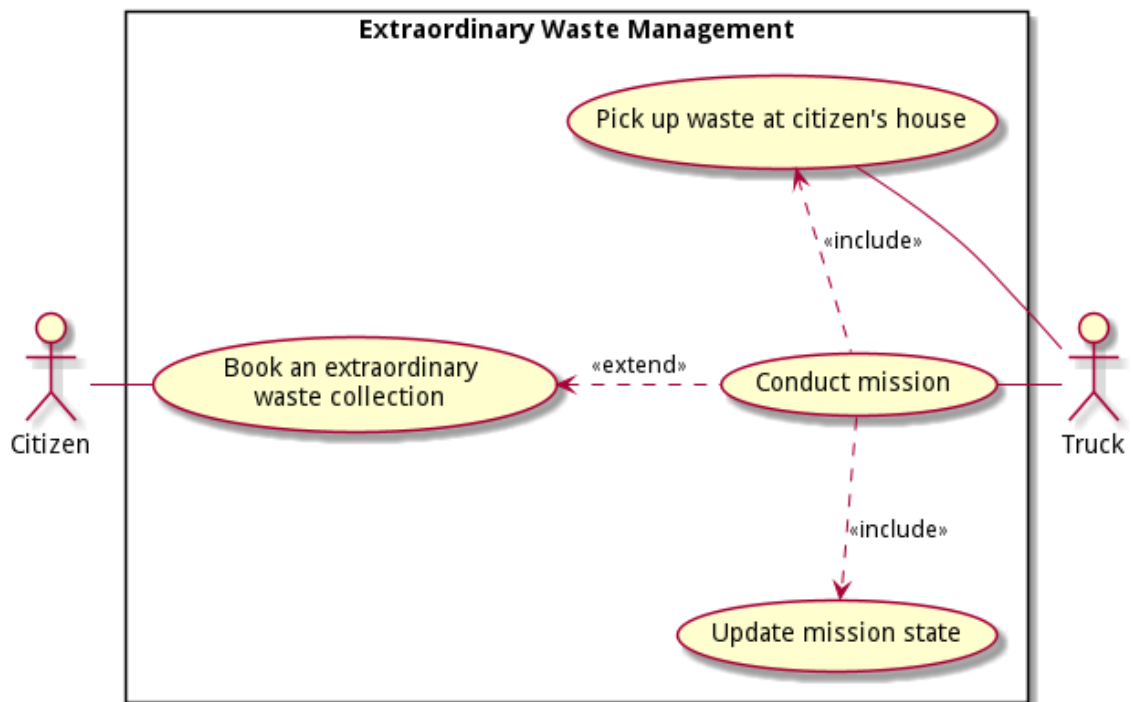 Extraordinary Waste Management
Pick up waste at citizen's house
«include»
Book an extraordinary
waste collection
«extend»
Conduct mission
Citizen
Truck
«include»
Update mission state